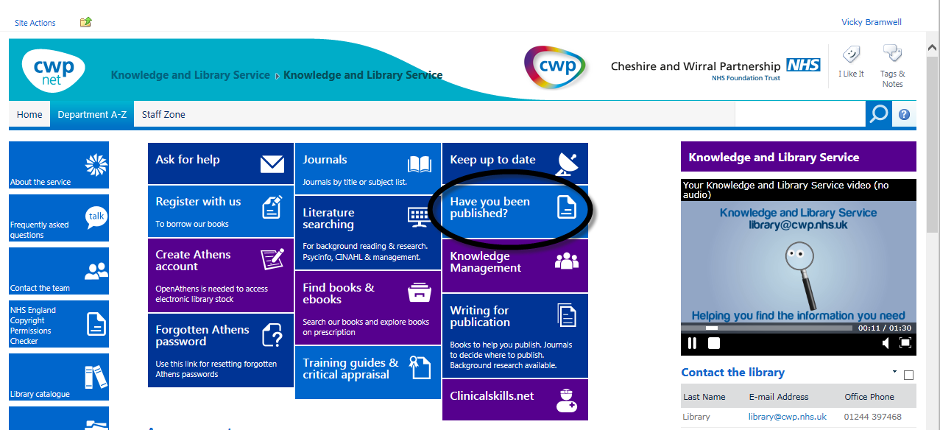 Site Actions
Vicky Bramwell
cwp
net
Knowledge and Library Service › Knowledge and Library Service
cwp
Cheshire and Wirral Partnership NHS
NHS Foundation Trust
I Like It
Tags &
Notes
Home
Department A-Z
Staff Zone
About the service
Frequently asked
questions
talk
Contact the team
NHS England
Copyright
Permissions
Checker
Library catalogue
Ask for help
Register with us
To borrow our books
Create Athens
account
OpenAthens is needed to access
electronic library stock
Forgotten Athens
password
Use this link for resetting forgotten
Athens passwords
Journals
Journals by title or subject list.
Literature
searching
For background reading & research.
Psycinfo, CINAHL & management.
Find books &
ebooks
Search our books and explore books
on prescription
Training guides &
critical appraisal
Keep up to date
Have you been
published?
Knowledge
Management
Writing for
publication
Books to help you publish. Journals
to decide where to publish.
Background research available.
Clinicalskills.net
Knowledge and Library Service
Your Knowledge and Library Service video (no
audio)
Knowledge and Library Service
library@cwp.nhs.uk
Helping you find the information you need
00:11 / 01:30
Contact the library
Last Name E-mail Address Office Phone
Library library@cwp.nhs.uk 01244 397468